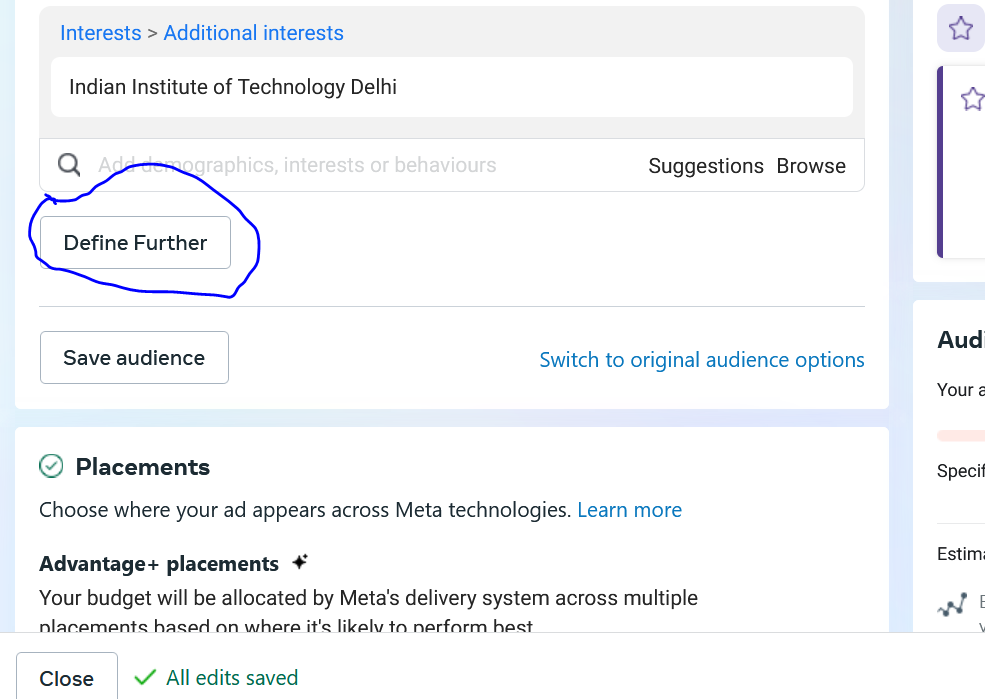 Interests > Additional interests
Indian Institute of Technology Delhi
Add demographics, interests or behaviours Suggestions Browse
Define Further
Save audience
Switch to original audience options
Placements
Choose where your ad appears across Meta technologies. Learn more
Advantage+ placements
Your budget will be allocated by Meta's delivery system across multiple
placements based on where it's likely to perform best.
Close
All edits saved
Your